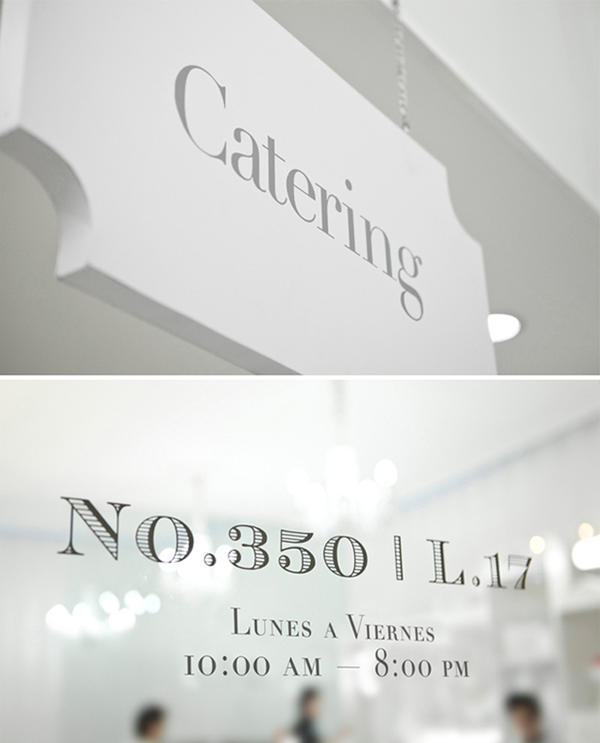 Catering
No.350 | L.17
Lunes a Viernes
10:00 am — 8:00 pm